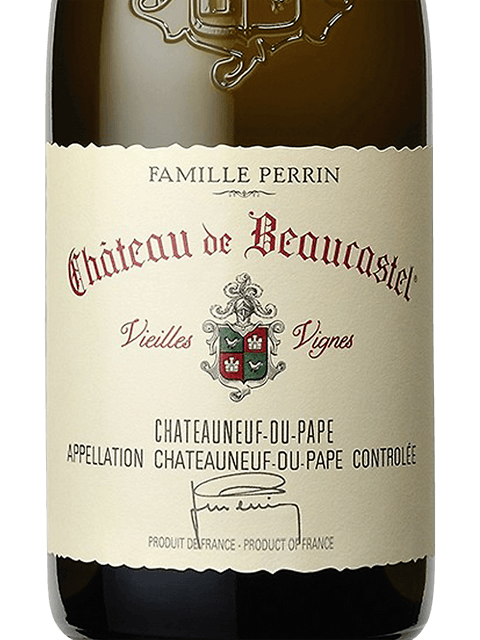 FAMILLE PERRIN
Château de Beaucastel®
Vieilles Vignes
CHATEAUNEUF-DU-PAPE
APPELLATION CHATEAUNEUF-DU-PAPE CONTROLÉE
PRODUIT DE FRANCE - PRODUCT OF FRANCE